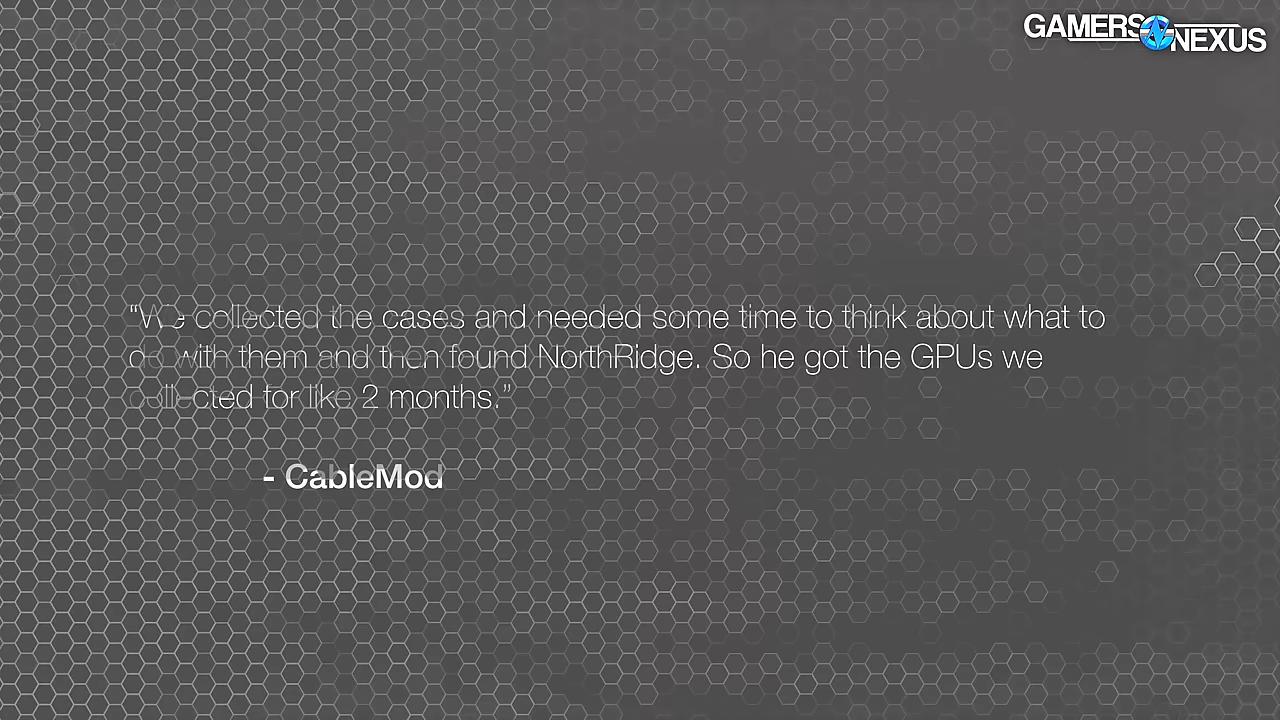 GAMERS NEXUS
“We collected the cases and needed some time to think about what to
do with them and then found NorthRidge. So he got the GPUs we
collected for like 2 months.”
- CableMod